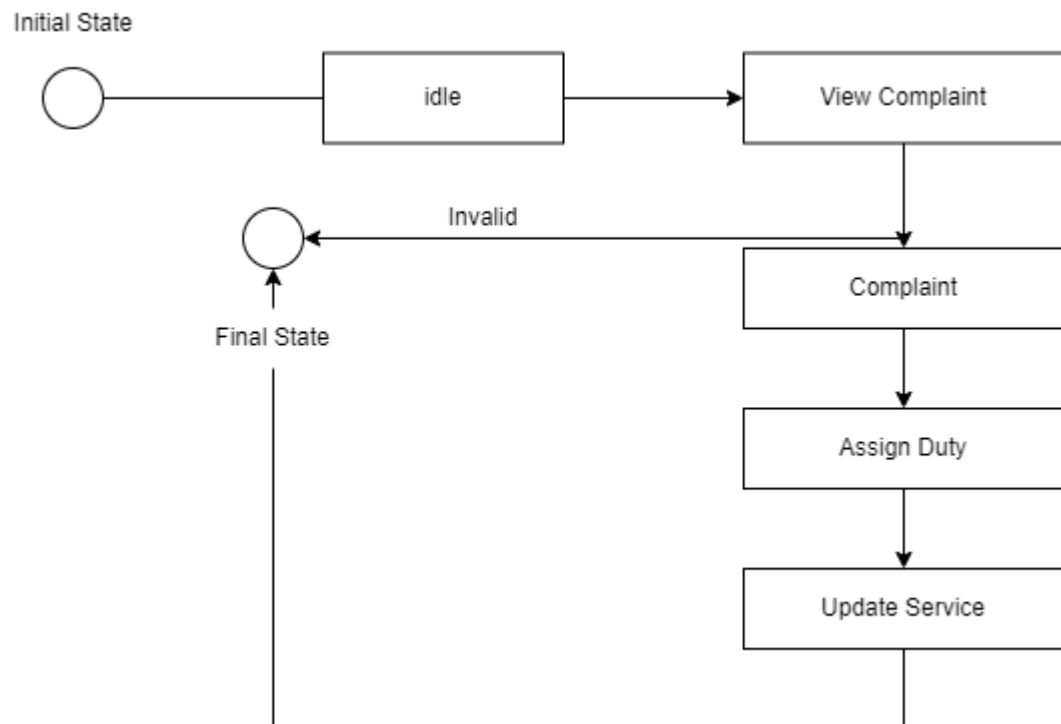 Initial State
idle
View Complaint
Invalid
Complaint
Final State
Assign Duty
Update Service